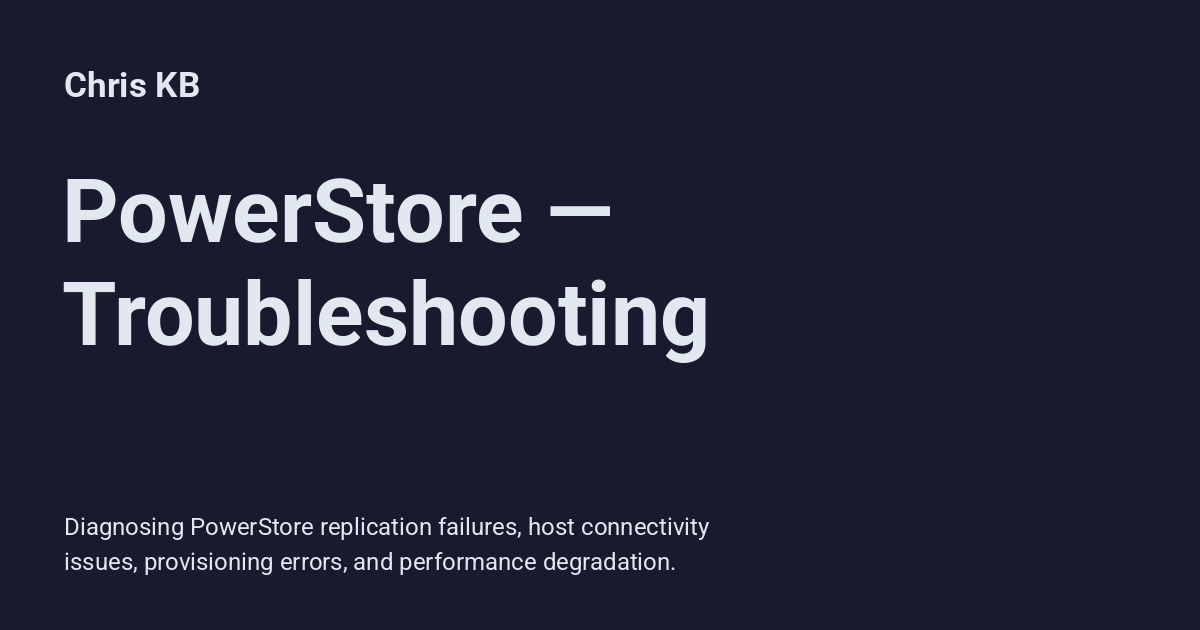 Chris KB
PowerStore —
Troubleshooting
Diagnosing PowerStore replication failures, host connectivity
issues, provisioning errors, and performance degradation.